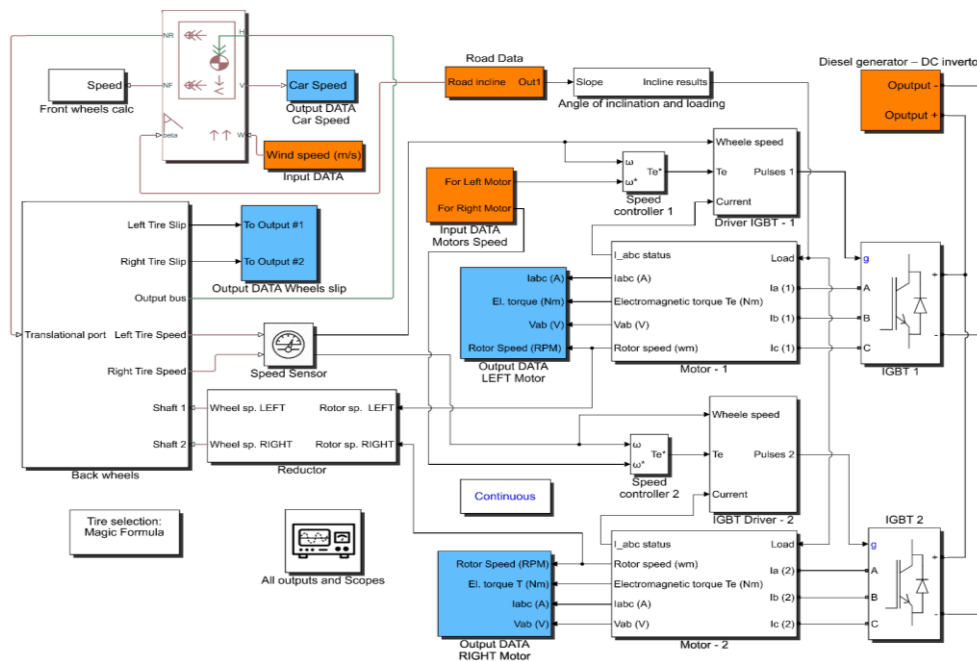 NR
H
NF
V
beta
W
Speed
Front wheels calc
Car Speed
Output DATA
Car Speed
Wind speed (m/s)
Input DATA
Road Data
Road incline
Out1
Slope
Incline results
Angle of inclination and loading
Diesel generator – DC invertor
Oputput -
Oputput +
For Left Motor
For Right Motor
Input DATA
Motors Speed
ω
ω*
Te*
Speed
controller 1
Wheele speed
Te
Pulses 1
Current
Driver IGBT - 1
Left Tire Slip
Right Tire Slip
Output bus
Translational port
Left Tire Speed
Right Tire Speed
Shaft 1
Shaft 2
Back wheels
To Output #1
To Output #2
Output DATA Wheels slip
Speed Sensor
Wheel sp. LEFT
Rotor sp. LEFT
Wheel sp. RIGHT
Rotor sp. RIGHT
Reductor
Iabc (A)
El. torque (Nm)
Vab (V)
Rotor Speed (RPM)
Output DATA
LEFT Motor
I_abc status
Load
Iabc (A)
Ia (1)
Electromagnetic torque Te (Nm)
Ib (1)
Vab (V)
Ic (1)
Rotor speed (wm)
Motor - 1
g
A
B
C
+
-
IGBT 1
ω
ω*
Te*
Speed
controller 2
Wheele speed
Te
Pulses 2
Current
IGBT Driver - 2
Continuous
Tire selection:
Magic Formula
All outputs and Scopes
Rotor Speed (RPM)
El. torque T (Nm)
Iabc (A)
Vab (V)
Output DATA
RIGHT Motor
I_abc status
Load
Rotor speed (wm)
Ia (2)
Electromagnetic torque Te (Nm)
Ib (2)
Iabc (A)
Vab (V)
Ic (2)
Motor - 2
IGBT 2
g
A
B
C
+
-